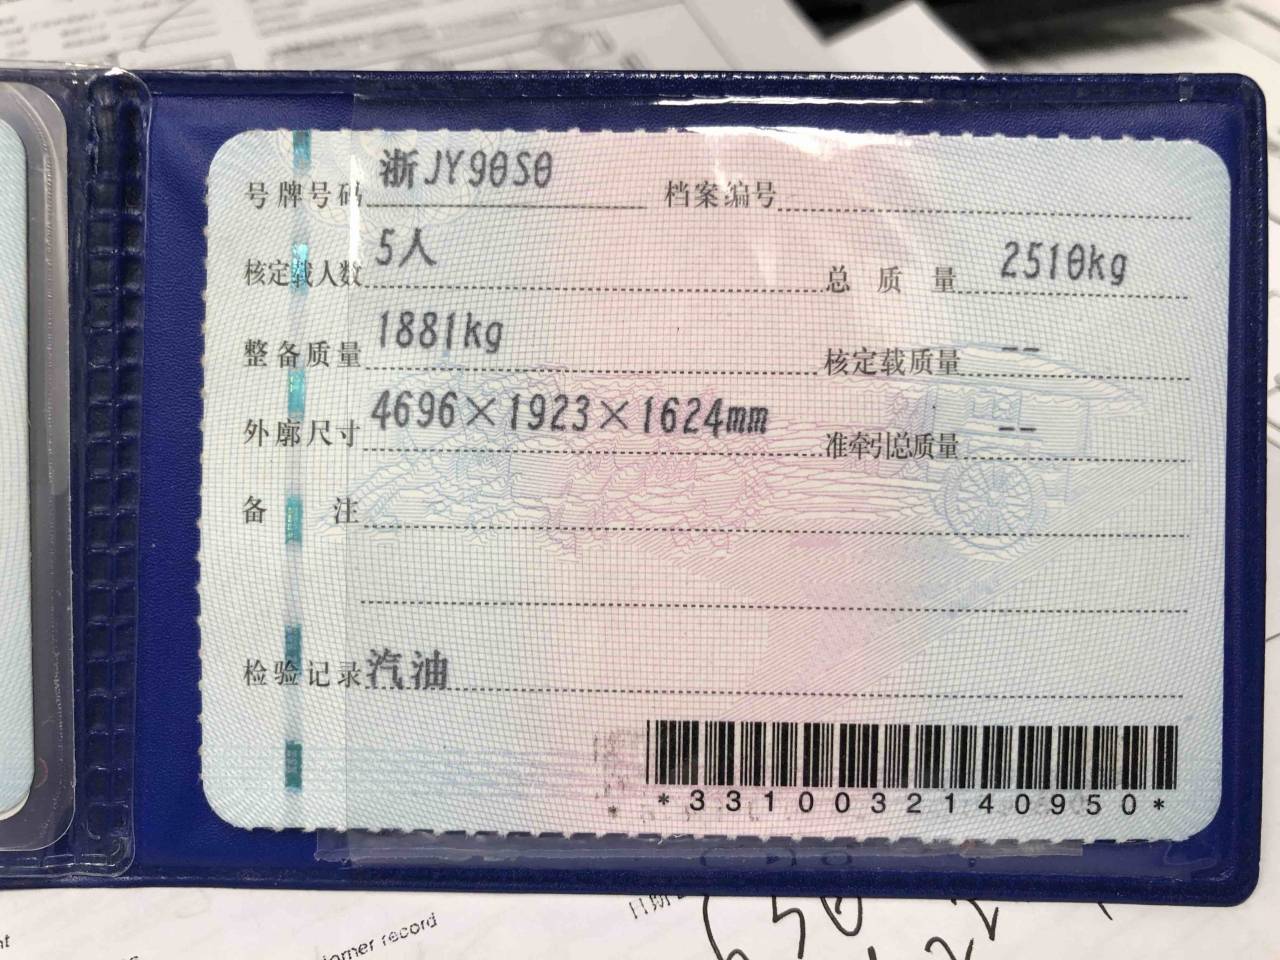 号牌号码 浙JY90S0 档案编号
核定载人数 5人 总质量 2510kg
整备质量 1881kg 核定载质量 --
外廓尺寸 4696×1923×1624mm 准牵引总质量 --
备注
检验记录 汽油
*3310032140950*
omer record